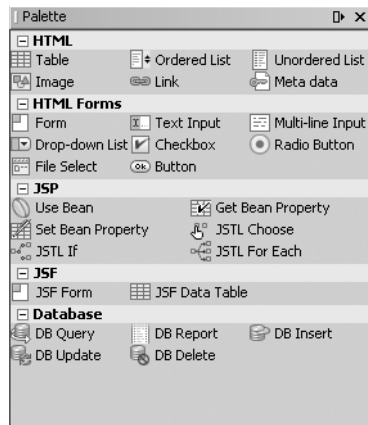 Palette
HTML
Table Ordered List Unordered List
Image Link Meta data
HTML Forms
Form Text Input Multi-line Input
Drop-down List Checkbox Radio Button
File Select Button
JSP
Use Bean Get Bean Property
Set Bean Property JSTL Choose
JSTL If JSTL For Each
JSF
JSF Form JSF Data Table
Database
DB Query DB Report DB Insert
DB Update DB Delete